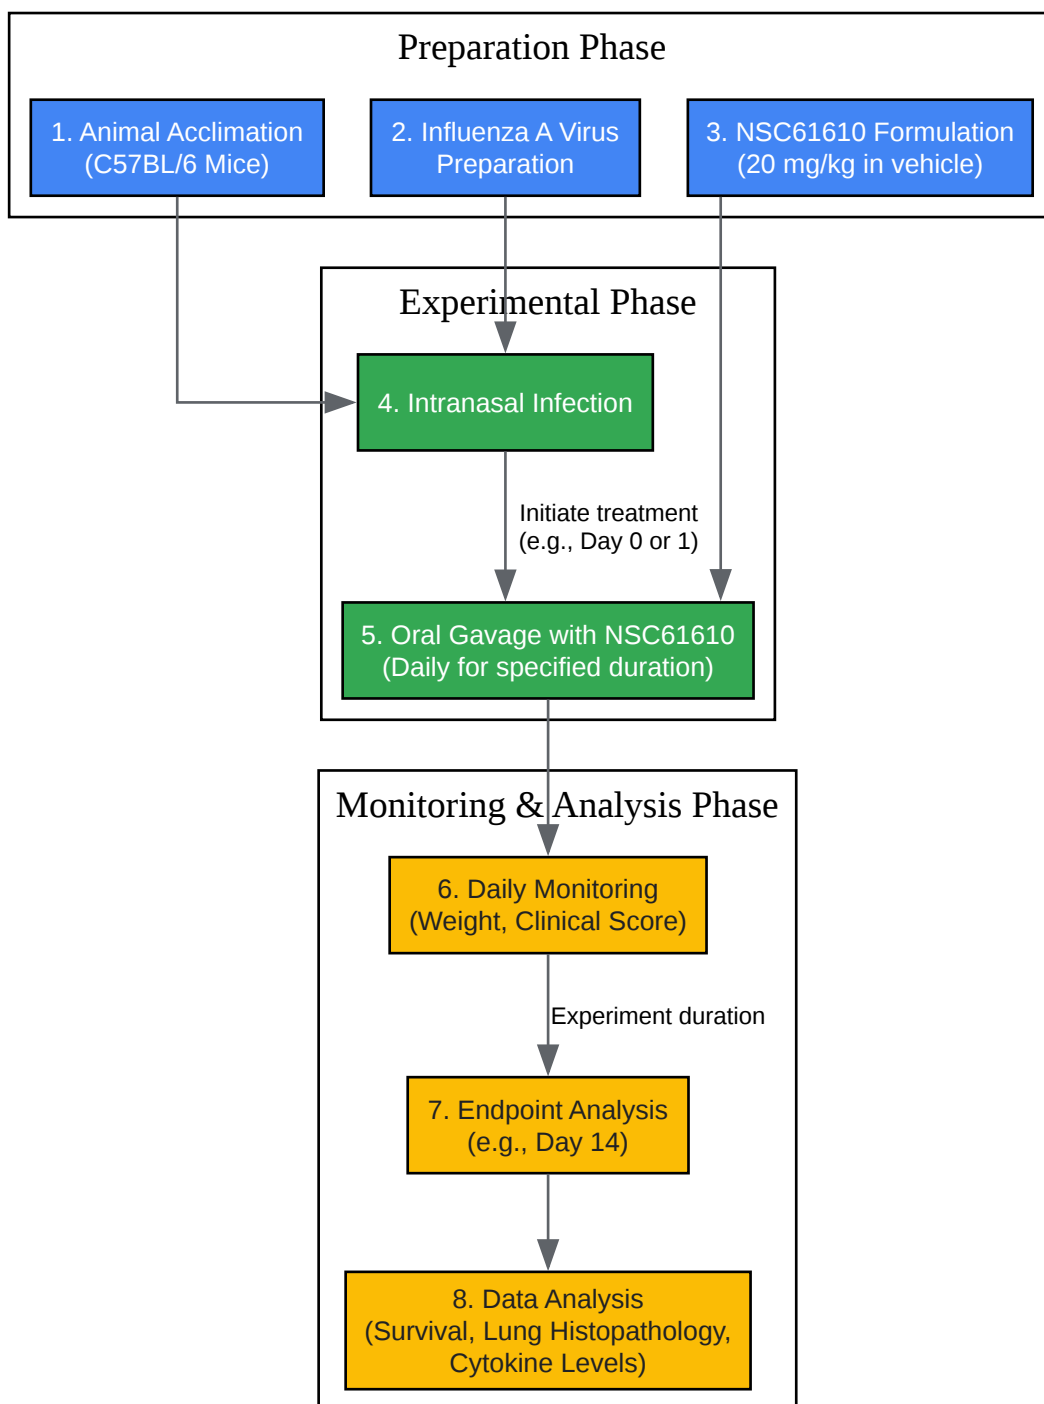 Preparation Phase
1. Animal Acclimation
(C57BL/6 Mice)
2. Influenza A Virus
Preparation
3. NSC61610 Formulation
(20 mg/kg in vehicle)
Experimental Phase
4. Intranasal Infection
Initiate treatment
(e.g., Day 0 or 1)
5. Oral Gavage with NSC61610
(Daily for specified duration)
Monitoring & Analysis Phase
6. Daily Monitoring
(Weight, Clinical Score)
Experiment duration
7. Endpoint Analysis
(e.g., Day 14)
8. Data Analysis
(Survival, Lung Histopathology,
Cytokine Levels)